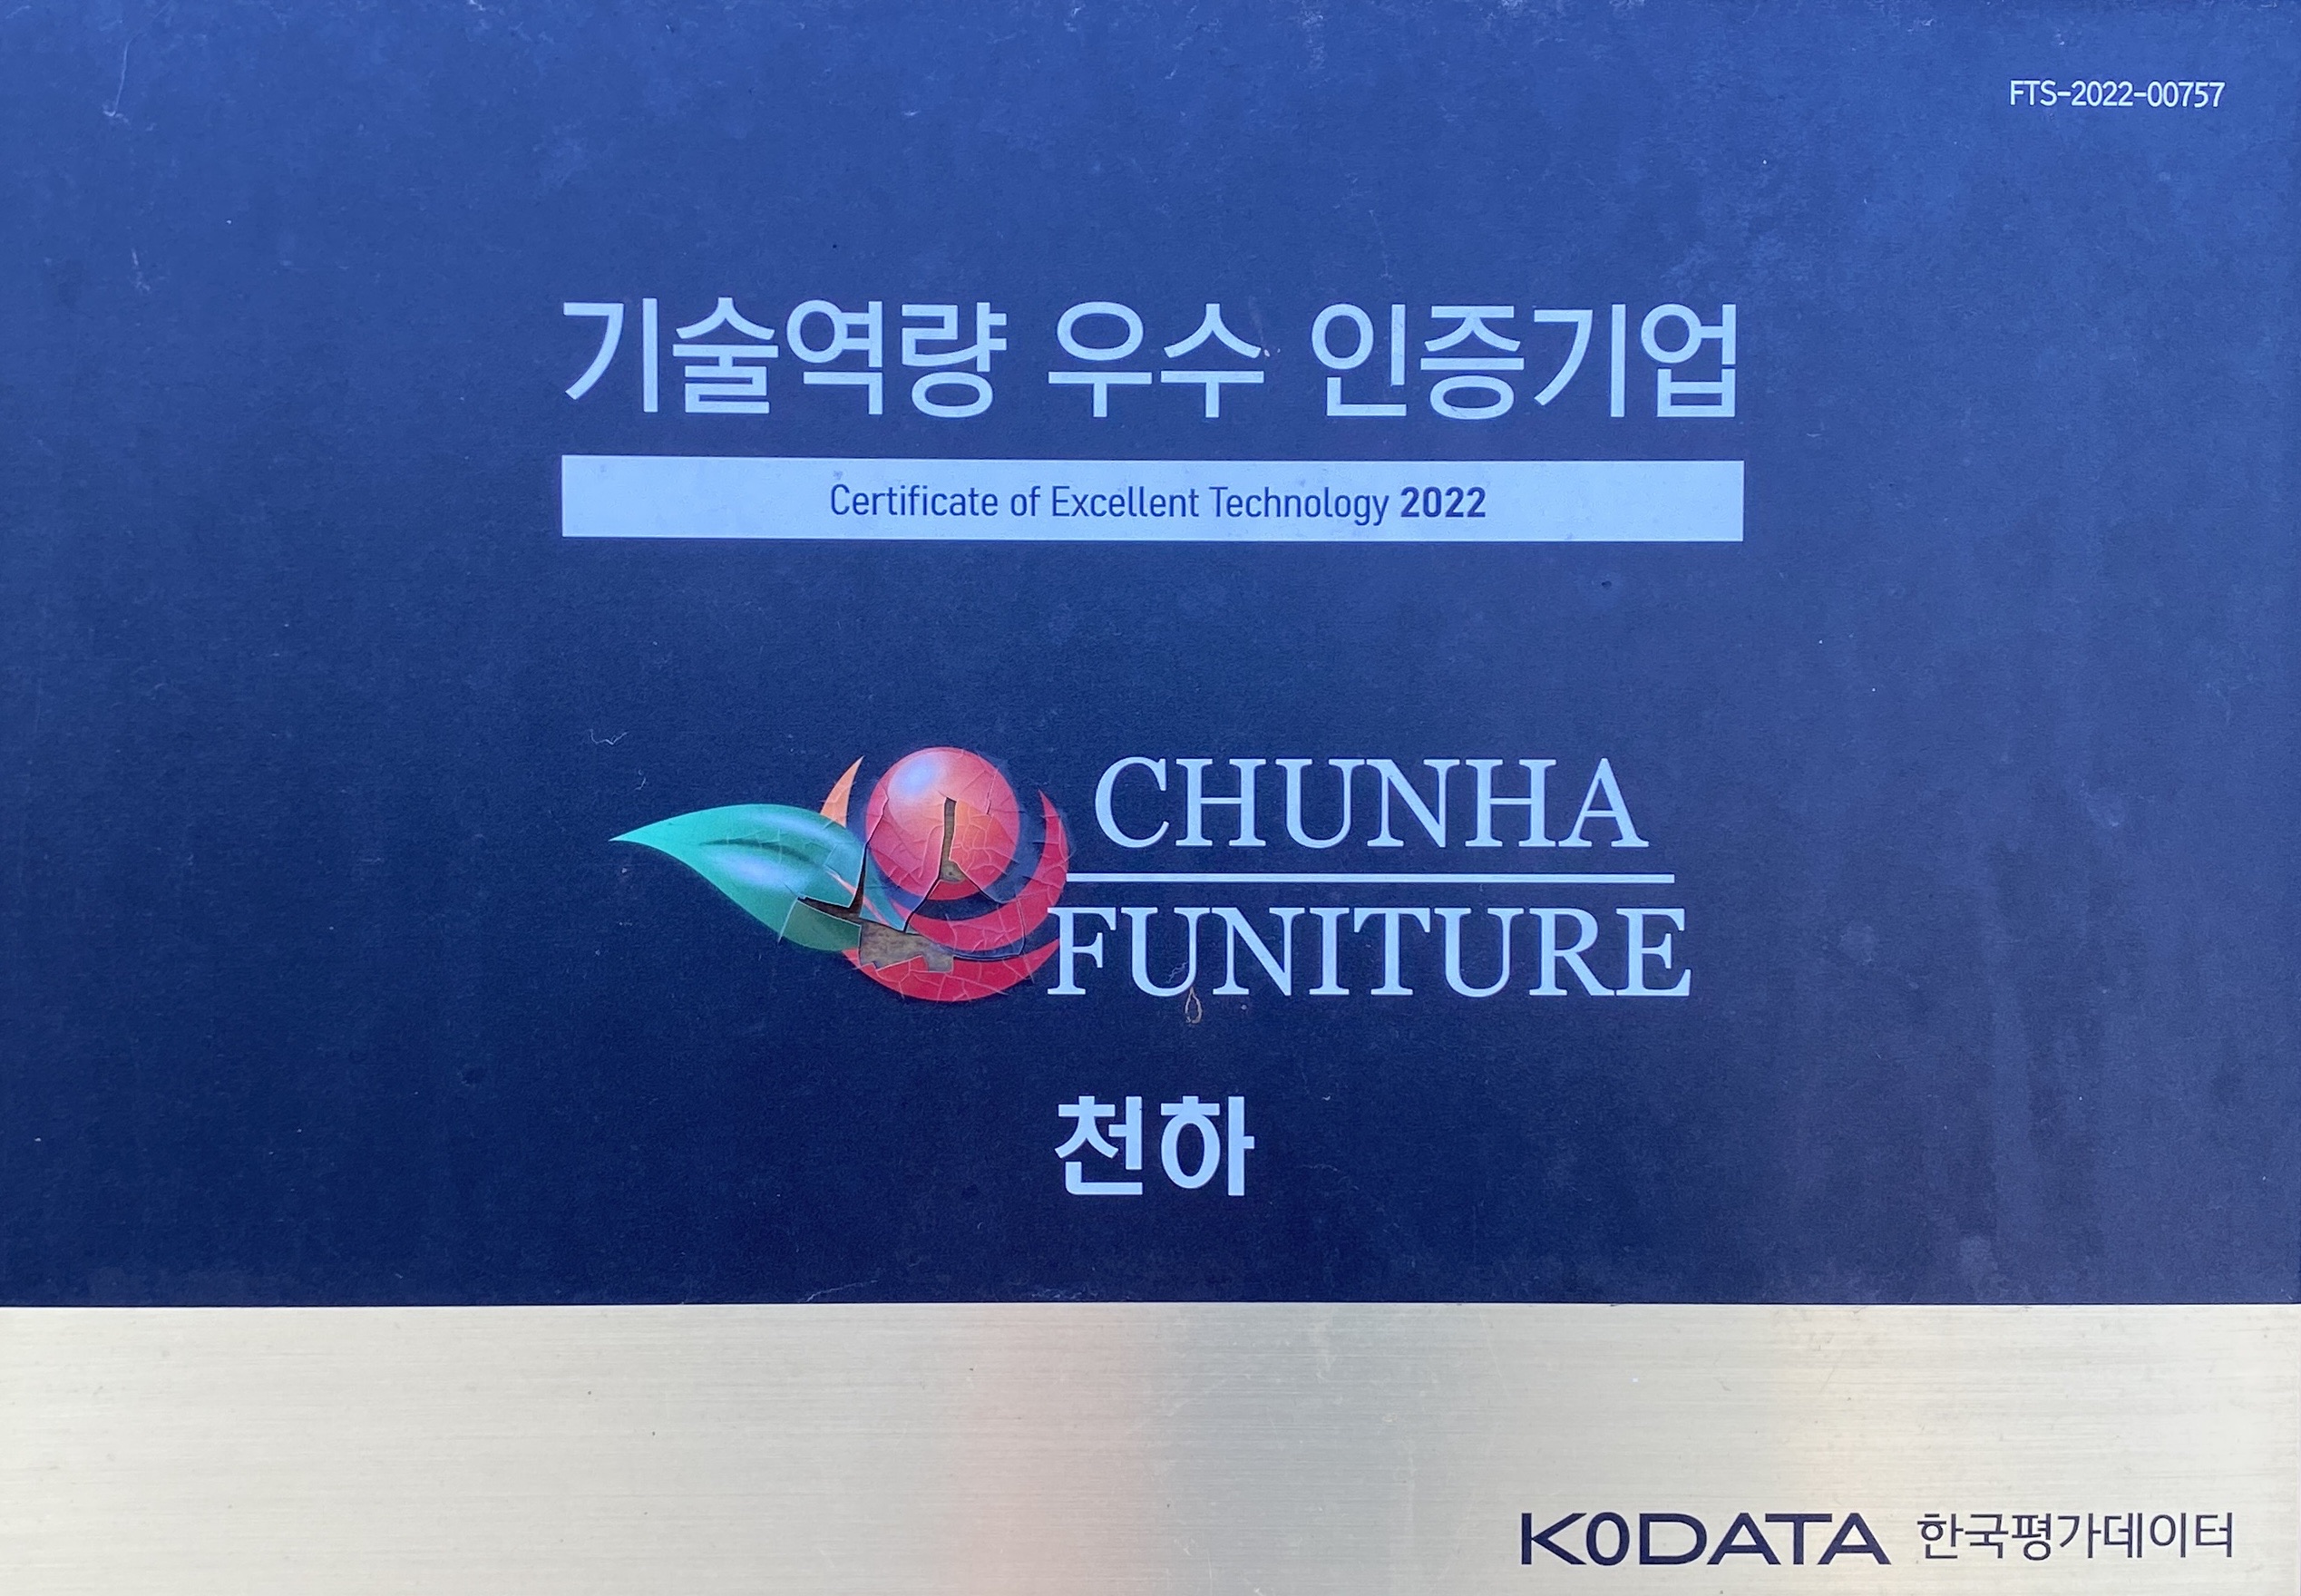 FTS-2022-00757
기술역량 우수 인증기업
Certificate of Excellent Technology 2022
CHUNHA
FUNITURE
천하
KODATA 한국평가데이터